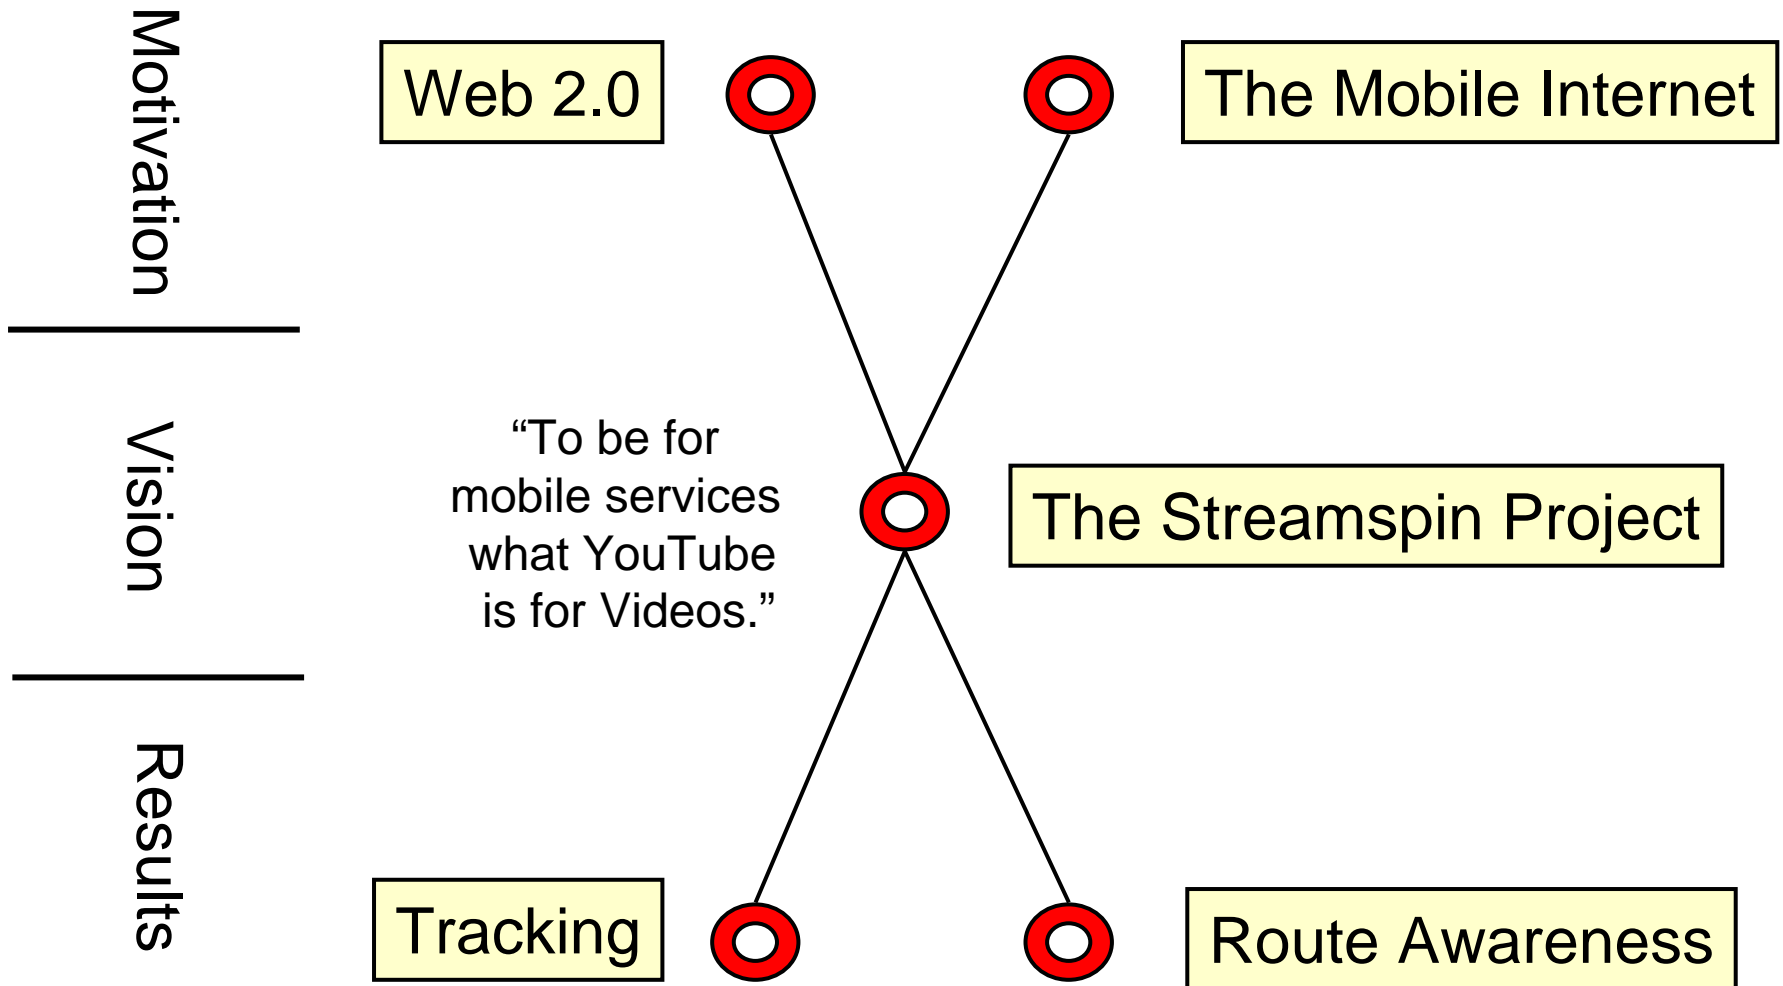 Motivation
Web 2.0
The Mobile Internet
Vision
“To be for
mobile services
what YouTube
is for Videos.”
The Streamspin Project
Results
Tracking
Route Awareness